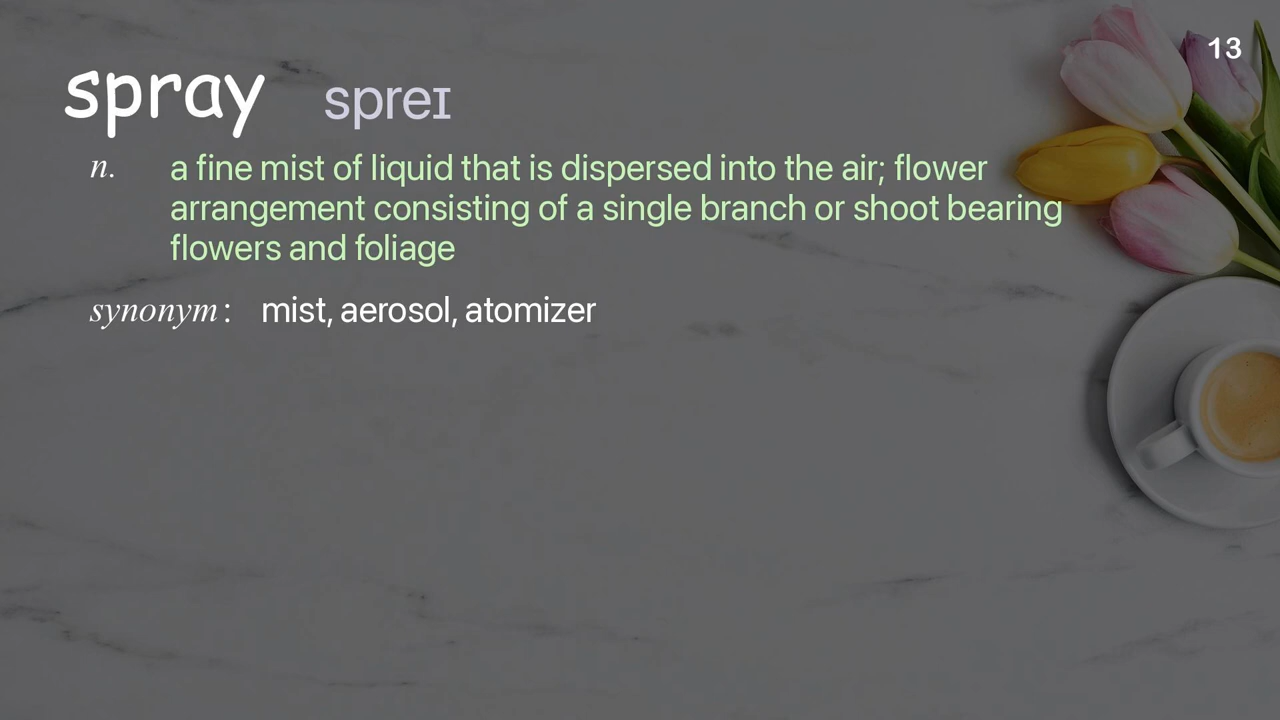 13
spray spreɪ
n. a fine mist of liquid that is dispersed into the air; flower
arrangement consisting of a single branch or shoot bearing
flowers and foliage
synonym: mist, aerosol, atomizer